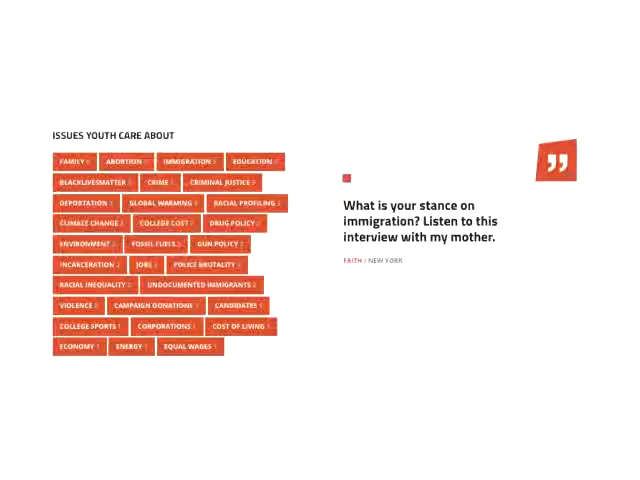 ISSUES YOUTH CARE ABOUT
FAMILY ABORTION IMMIGRATION EDUCATION
BLACKLIVESMATTER CRIME CRIMINAL JUSTICE
DEPORTATION GLOBAL WARMING RACIAL PROFILING
CLIMATE CHANGE COLLEGE COST DRUG POLICY
ENVIRONMENT FOSSIL FUELS GUN POLICY
INCARCERATION JOBS POLICE BRUTALITY
RACIAL INEQUALITY UNDOCUMENTED IMMIGRANTS
VIOLENCE CAMPAIGN DONATIONS CANDIDATES
COLLEGE SPORTS CORPORATIONS COST OF LIVING
ECONOMY ENERGY EQUAL WAGES
What is your stance on
immigration? Listen to this
interview with my mother.
FAITH / NEW YORK